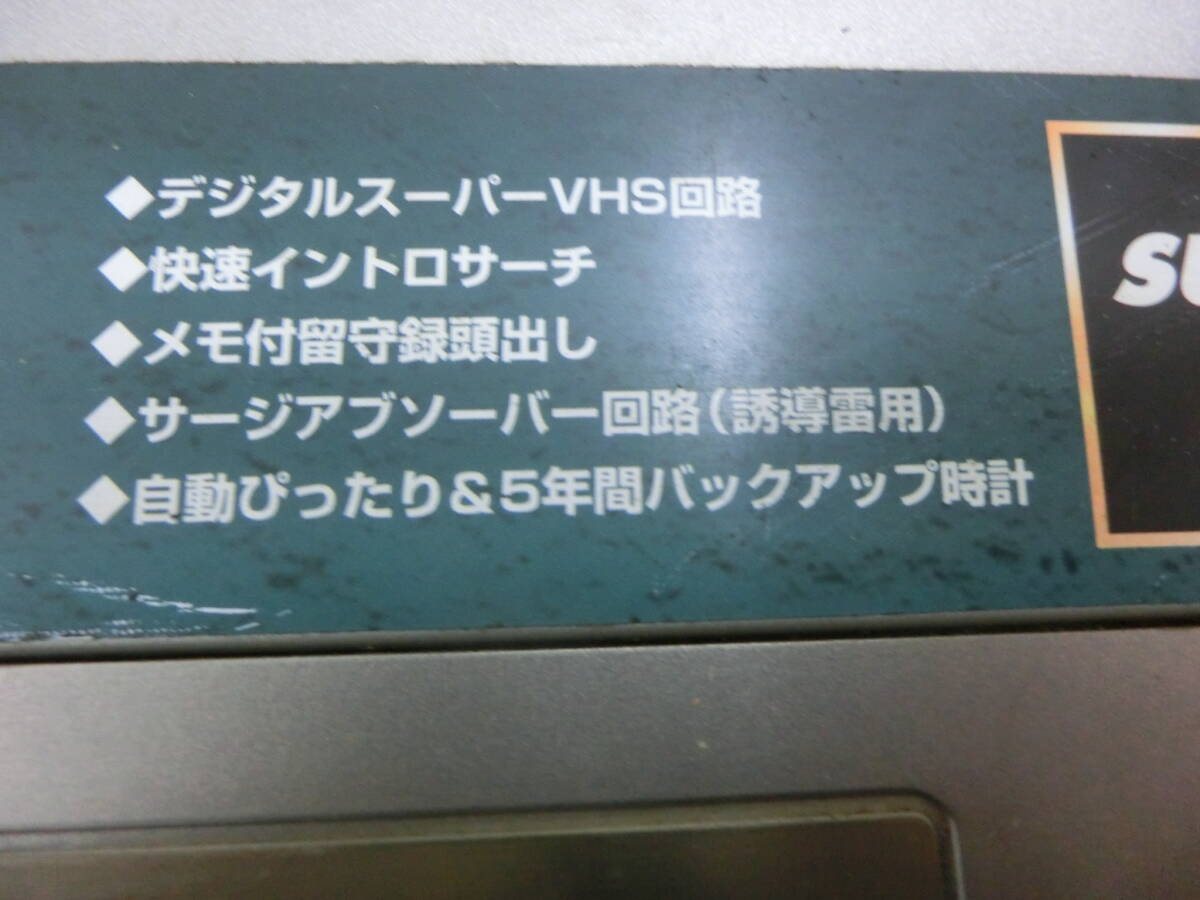 ◆デジタルスーパーVHS回路
◆快速イントロサーチ
◆メモ付留守録頭出し
◆サージアブソーバー回路(誘導雷用)
◆自動ぴったり&5年間バックアップ時計